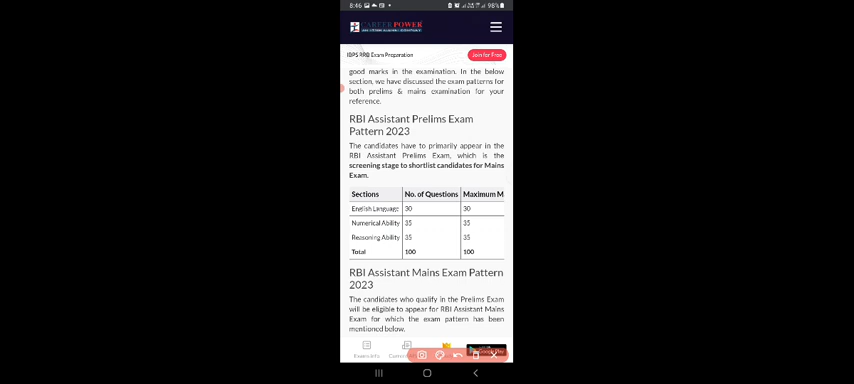 8:46 98%
CAREER POWER
IBPS RRB Exam Preparation Join for Free
good marks in the examination. In the below
section, we have discussed the exam patterns for
both prelims & mains examination for your
reference.
RBI Assistant Prelims Exam
Pattern 2023
The candidates have to primarily appear in the
RBI Assistant Prelims Exam, which is the
screening stage to shortlist candidates for Mains
Exam.
Sections No. of Questions Maximum M
English Language 30 30
Numerical Ability 35 35
Reasoning Ability 35 35
Total 100 100
RBI Assistant Mains Exam Pattern
2023
The candidates who qualify in the Prelims Exam
will be eligible to appear for RBI Assistant Mains
Exam for which the exam pattern has been
mentioned below.